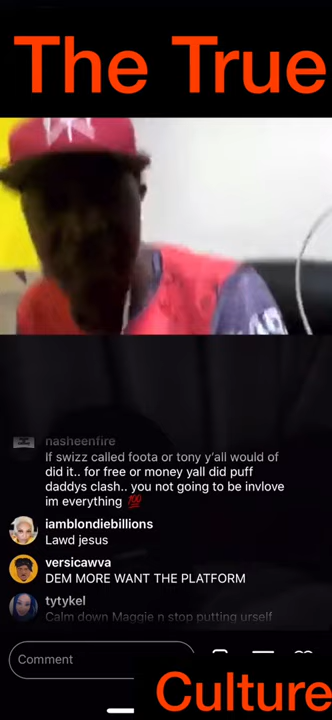 The True
nasheenfire
If swizz called foota or tony y'all would of
did it.. for free or money yall did puff
daddys clash.. you not going to be invlove
im everything 💯
iamblondiebillions
Lawd jesus
versicawva
DEM MORE WANT THE PLATFORM
tytykel
Calm down Maggie n stop putting urself
Comment
Culture